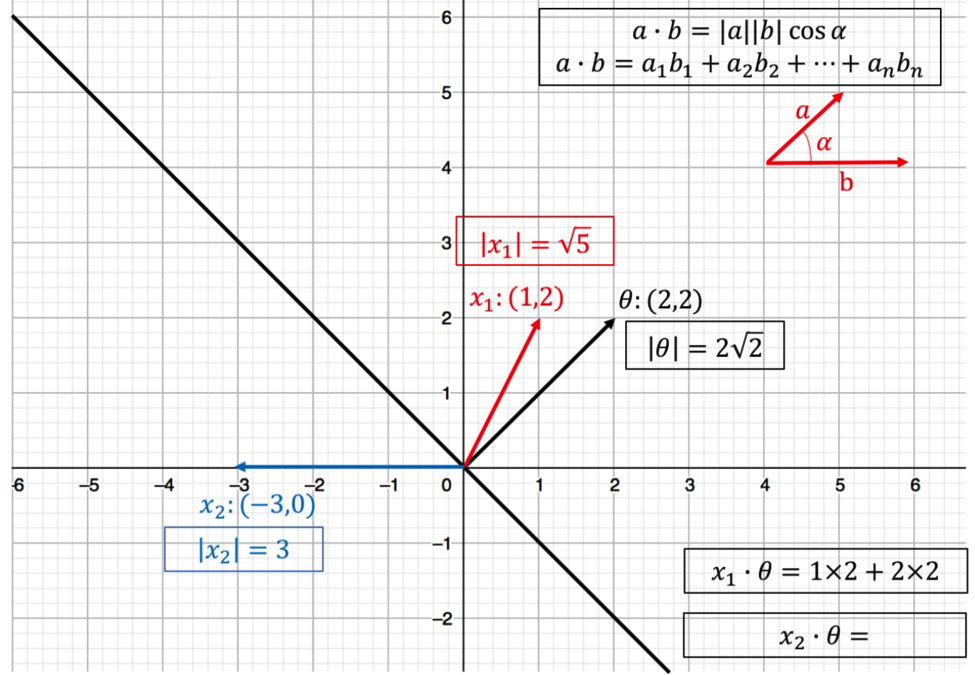 6
a · b = |a||b| cos α
a · b = a₁b₁ + a₂b₂ + ⋯ + aₙbₙ
5
a
α
4
b
3
|x₁| = √5
x₁: (1,2)
θ: (2,2)
2
|θ| = 2√2
1
-6 −5 −4 −3 −2 −1 0 1 2 3 4 5 6
x₂: (−3,0)
|x₂| = 3
−1
x₁ · θ = 1×2 + 2×2
−2
x₂ · θ =